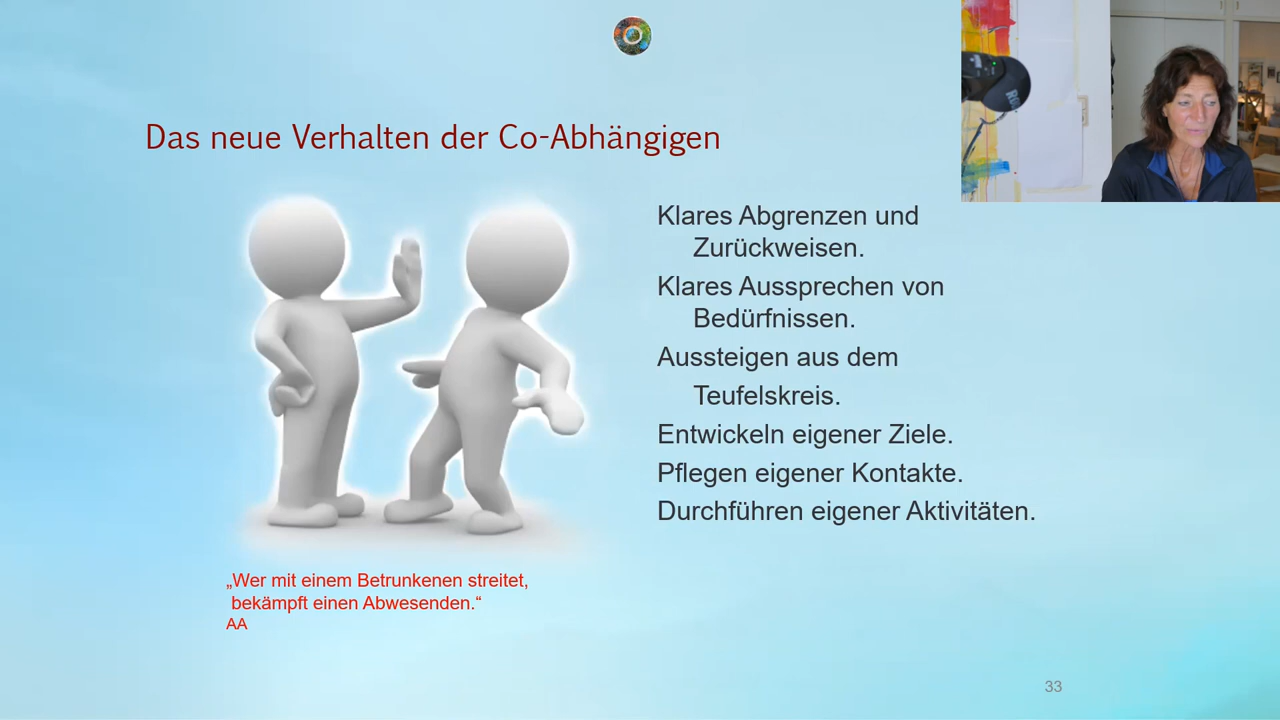 Das neue Verhalten der Co-Abhängigen
Klares Abgrenzen und
Zurückweisen.
Klares Aussprechen von
Bedürfnissen.
Aussteigen aus dem
Teufelskreis.
Entwickeln eigener Ziele.
Pflegen eigener Kontakte.
Durchführen eigener Aktivitäten.
„Wer mit einem Betrunkenen streitet,
bekämpft einen Abwesenden.“
AA
33